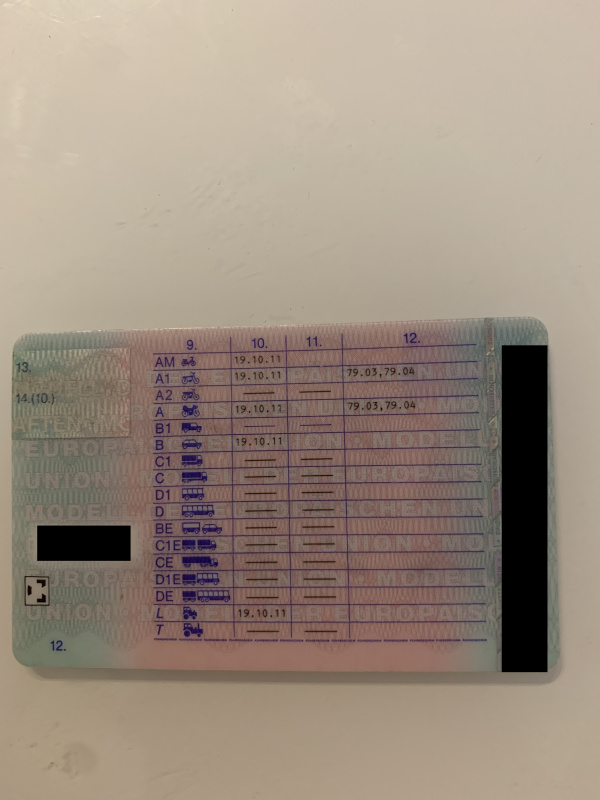 9. 10. 11. 12.
13.
14.(10.)
AM 19.10.11
A1 19.10.11 — 79.03,79.04
A2 — —
A 19.10.11 — 79.03,79.04
B1 — —
B 19.10.11 —
C1 — —
C — —
D1 — —
D — —
BE — —
C1E — —
CE — —
D1E — —
DE — —
L 19.10.11
T — —
12.